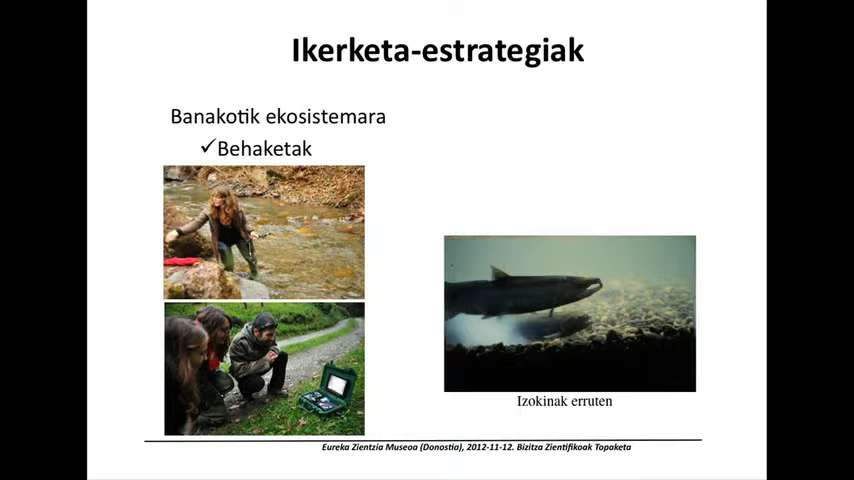 Ikerketa-estrategiak
Banakotik ekosistemara
✓Behaketak
Izokinak erruten
Eureka Zientzia Museoa (Donostia), 2012-11-12. Bizitza Zientifikoak Topaketa